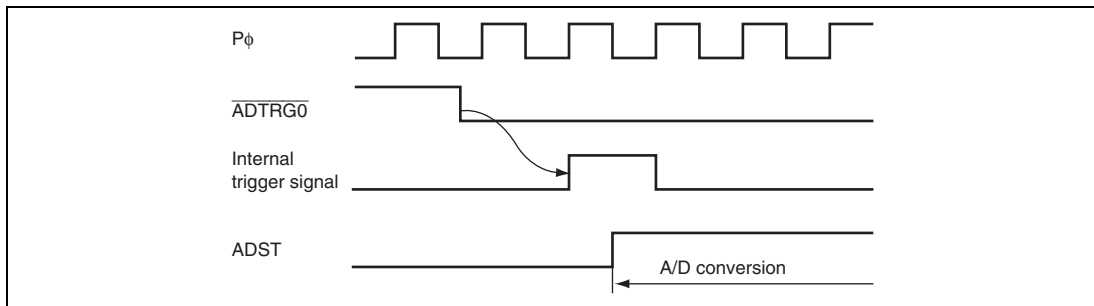 Pϕ
ADTRG0
Internal
trigger signal
ADST
A/D conversion